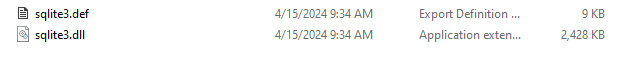 sqlite3.def 4/15/2024 9:34 AM Export Definition ... 9 KB
sqlite3.dll 4/15/2024 9:34 AM Application exten... 2,428 KB